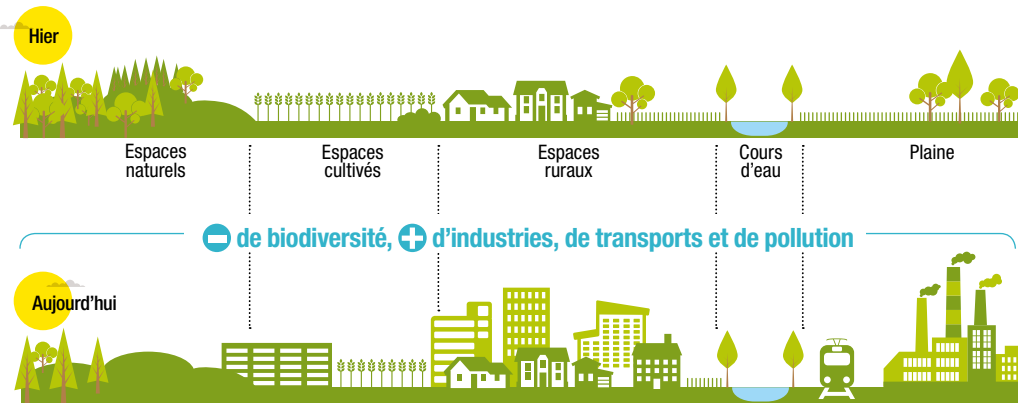 Hier
Espaces
naturels
Espaces
cultivés
Espaces
ruraux
Cours
d'eau
Plaine
de biodiversité, d'industries, de transports et de pollution
Aujourd'hui